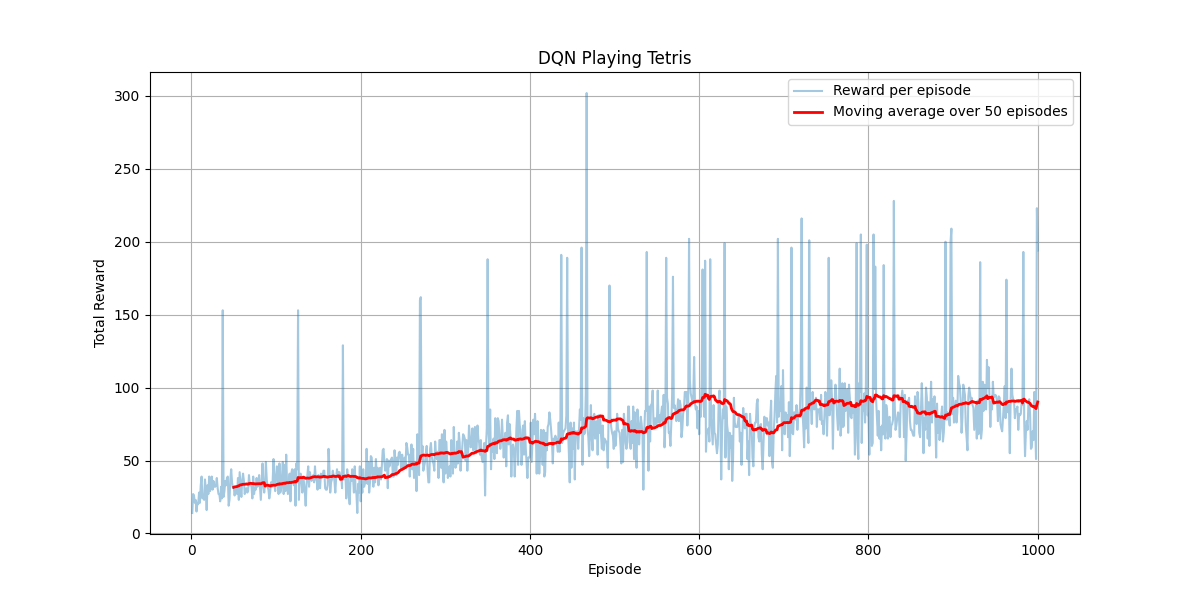 DQN Playing Tetris
Reward per episode
Moving average over 50 episodes
Total Reward
300
250
200
150
100
50
0
0 200 400 600 800 1000
Episode